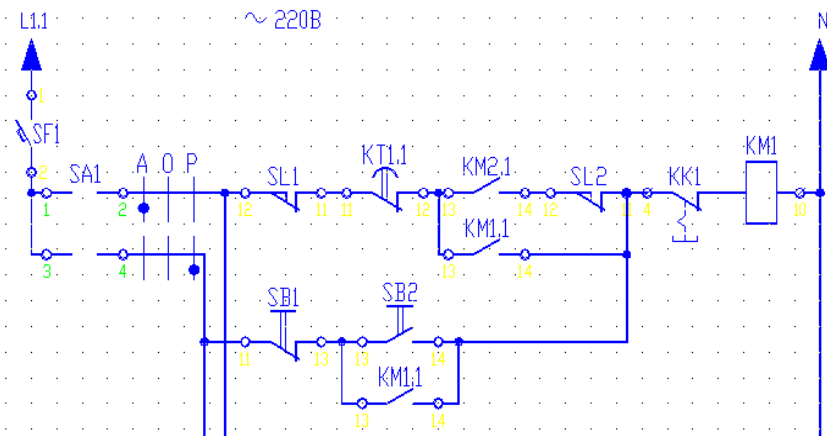 L1.1 ~ 220В N
1
SF1
2
SA1 А О Р SL1 KT1.1 KM2.1 SL2 KK1 KM1
1 2 12 11 11 12 13 14 12 11 4 10
KM1.1
3 4 13 14
SB1 SB2
11 13 13 14
KM1.1
13 14